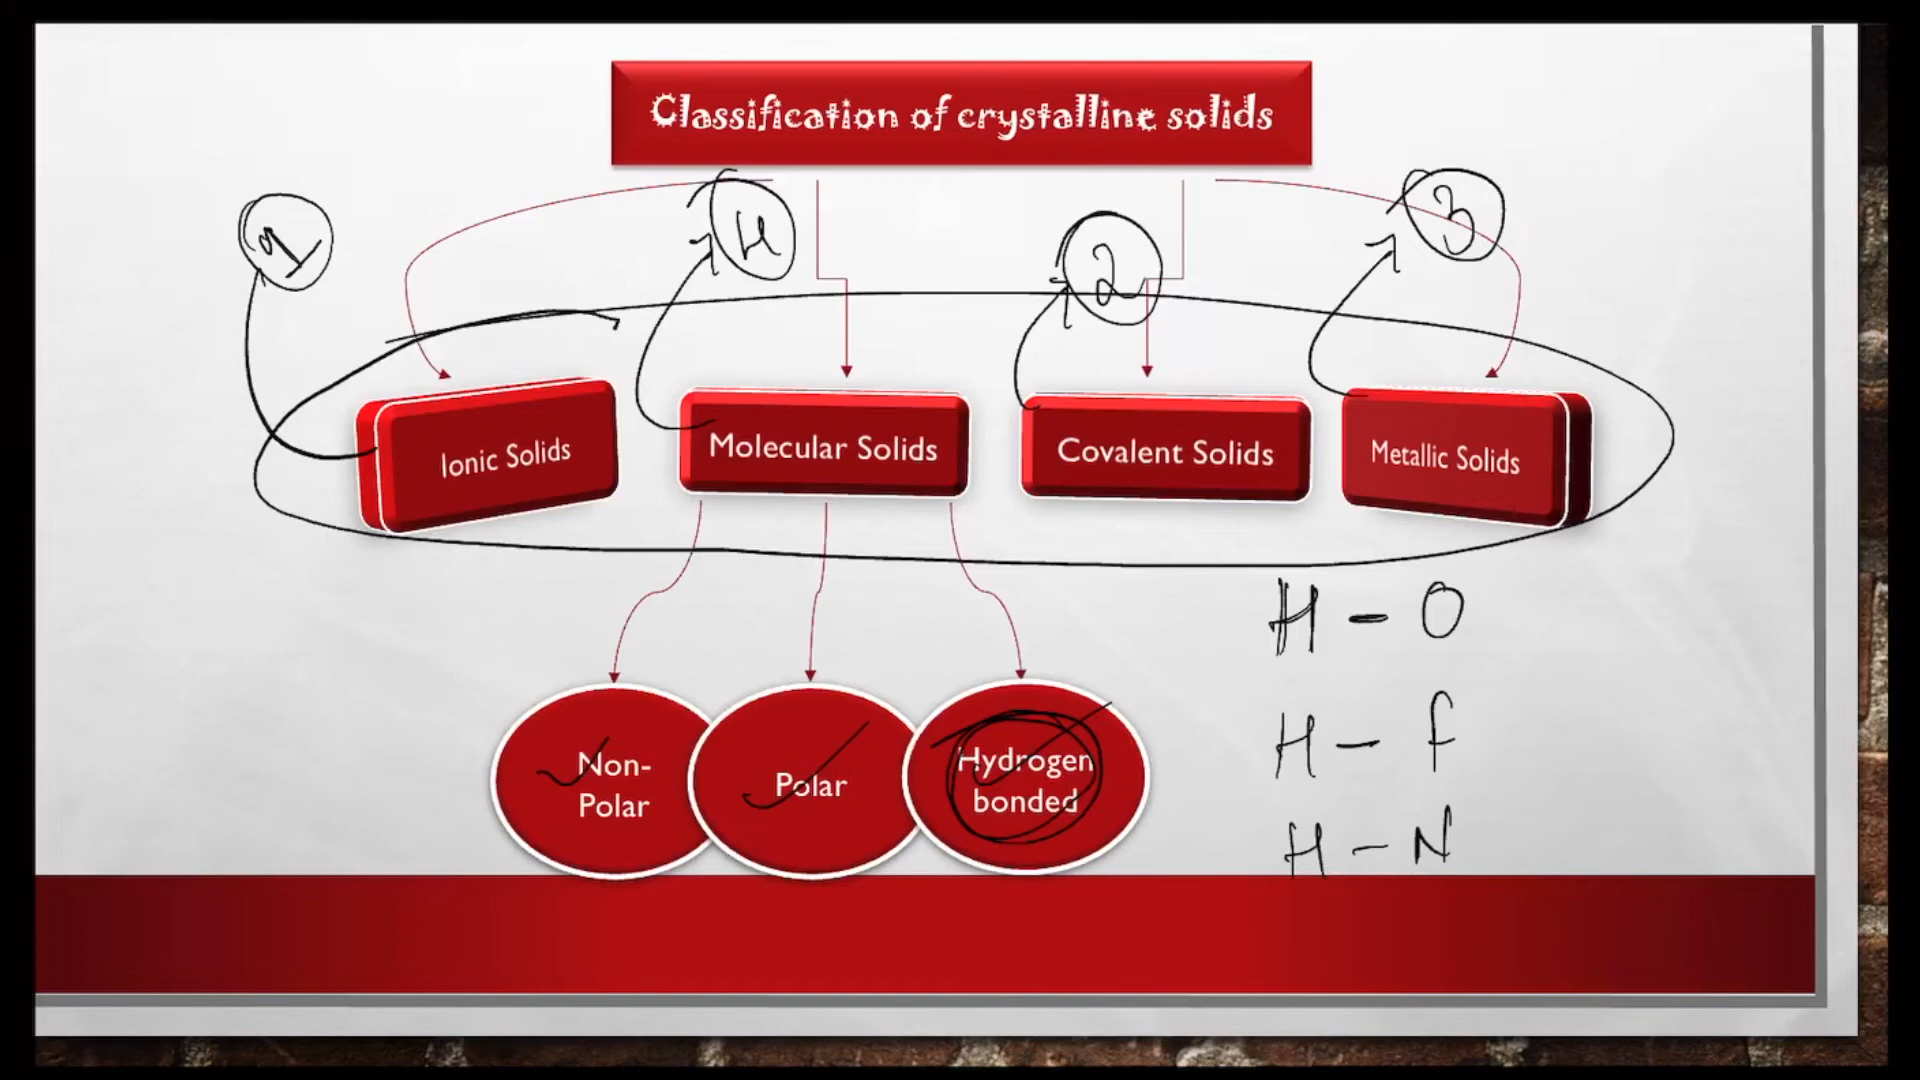 Classification of crystalline solids
1
4
2
3
Ionic Solids
Molecular Solids
Covalent Solids
Metallic Solids
H - O
H - F
H - N
Non-
Polar
Polar
Hydrogen
bonded